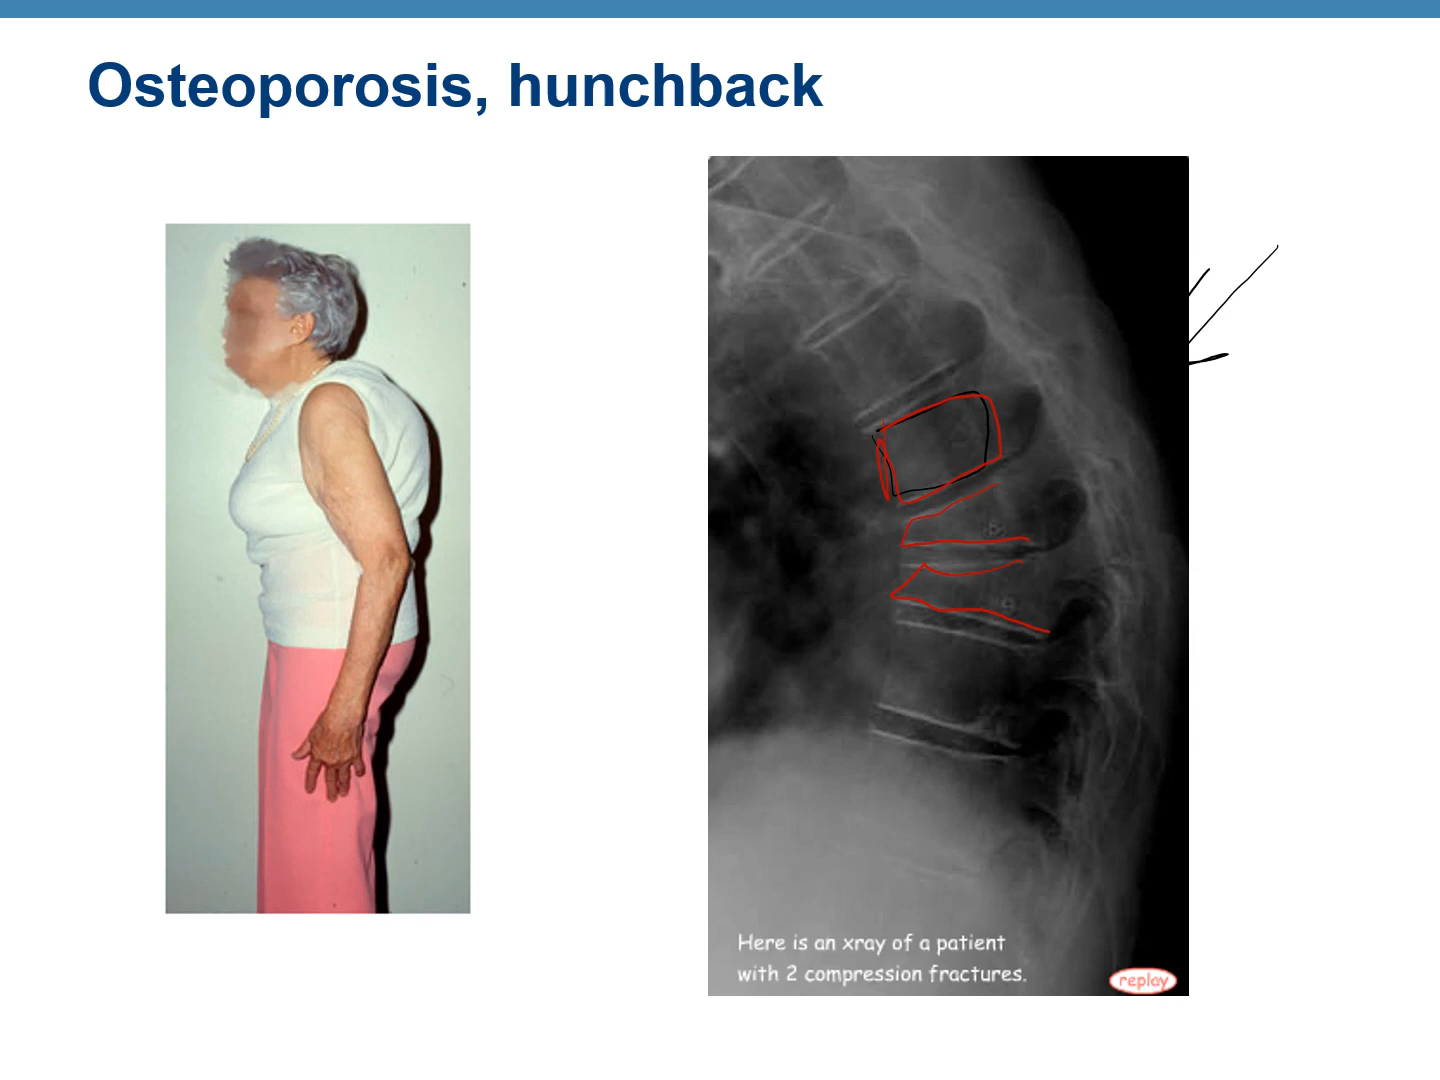 Osteoporosis, hunchback
Here is an xray of a patient
with 2 compression fractures.
replay